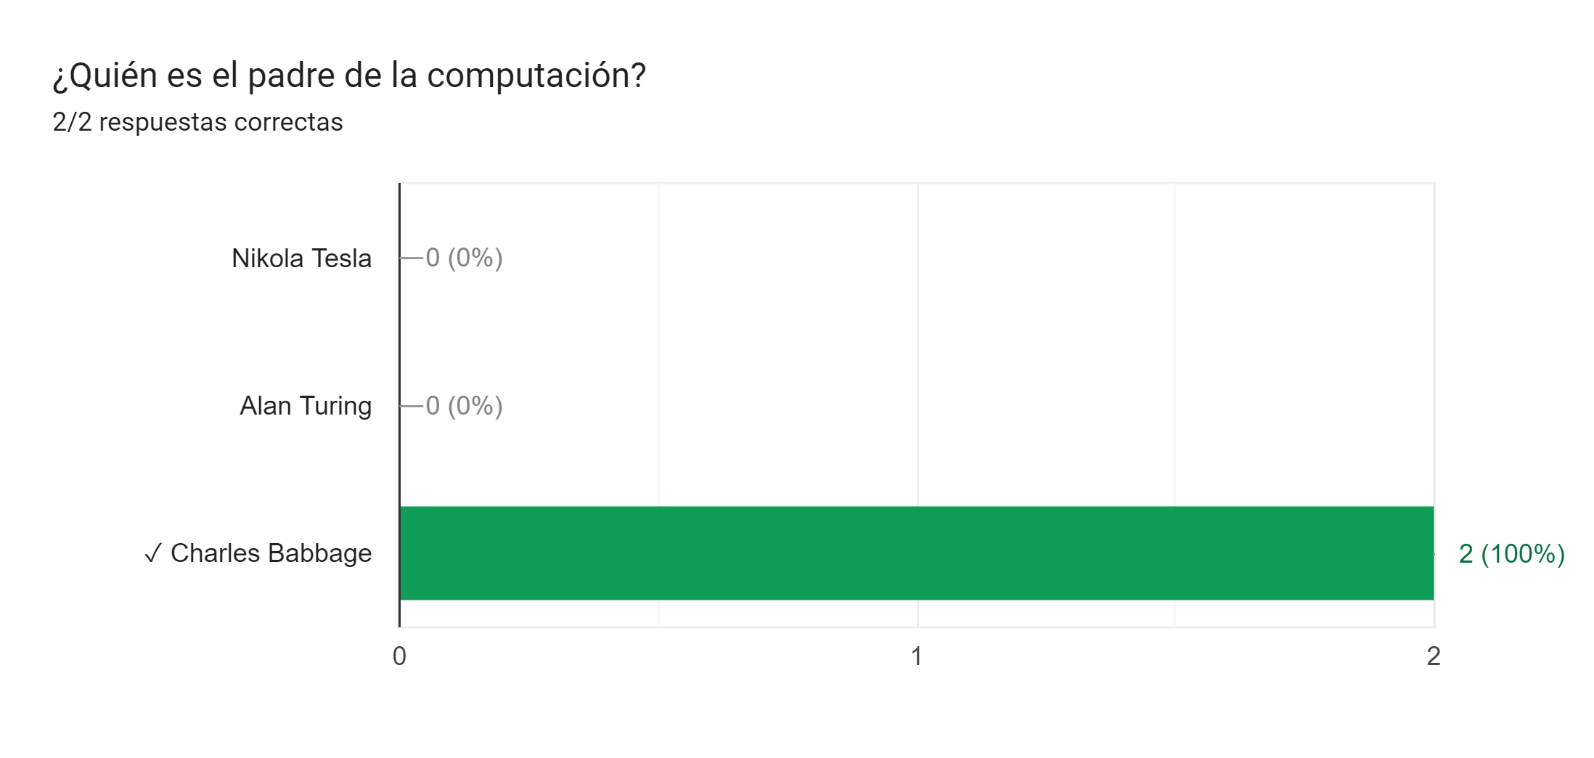 ¿Quién es el padre de la computación?
2/2 respuestas correctas
Nikola Tesla
0 (0%)
Alan Turing
0 (0%)
✓ Charles Babbage
2 (100%)
0
1
2